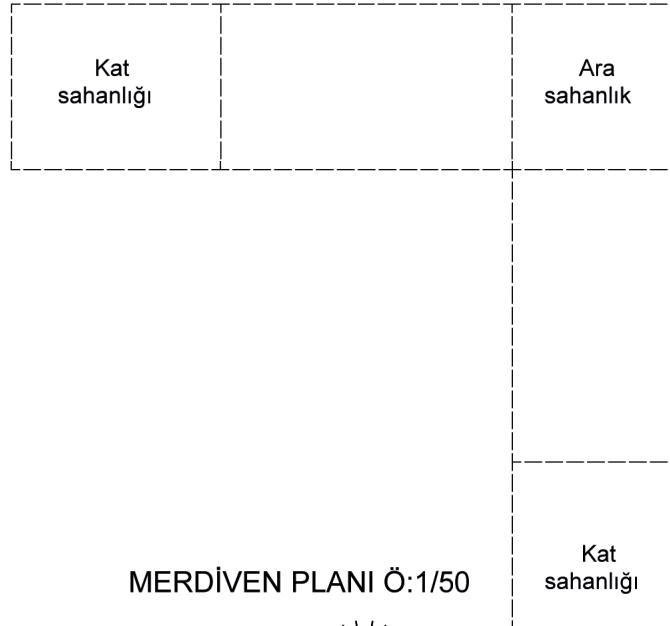 Kat
sahanlığı
Ara
sahanlık
Kat
sahanlığı
MERDİVEN PLANI Ö:1/50